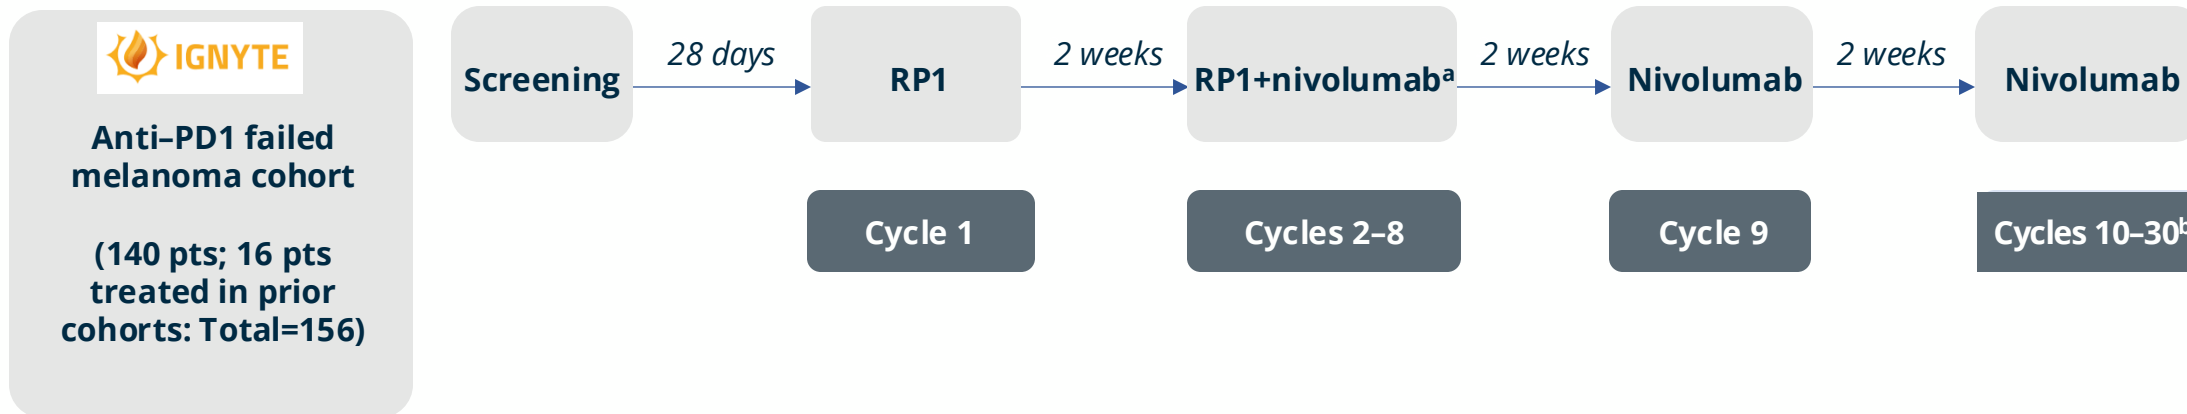 IGNYTE
Anti–PD1 failed
melanoma cohort
(140 pts; 16 pts
treated in prior
cohorts: Total=156)
Screening
28 days
RP1
2 weeks
RP1+nivolumabᵃ
2 weeks
Nivolumab
2 weeks
Nivolumab
Cycle 1
Cycles 2–8
Cycle 9
Cycles 10–30ᵇ